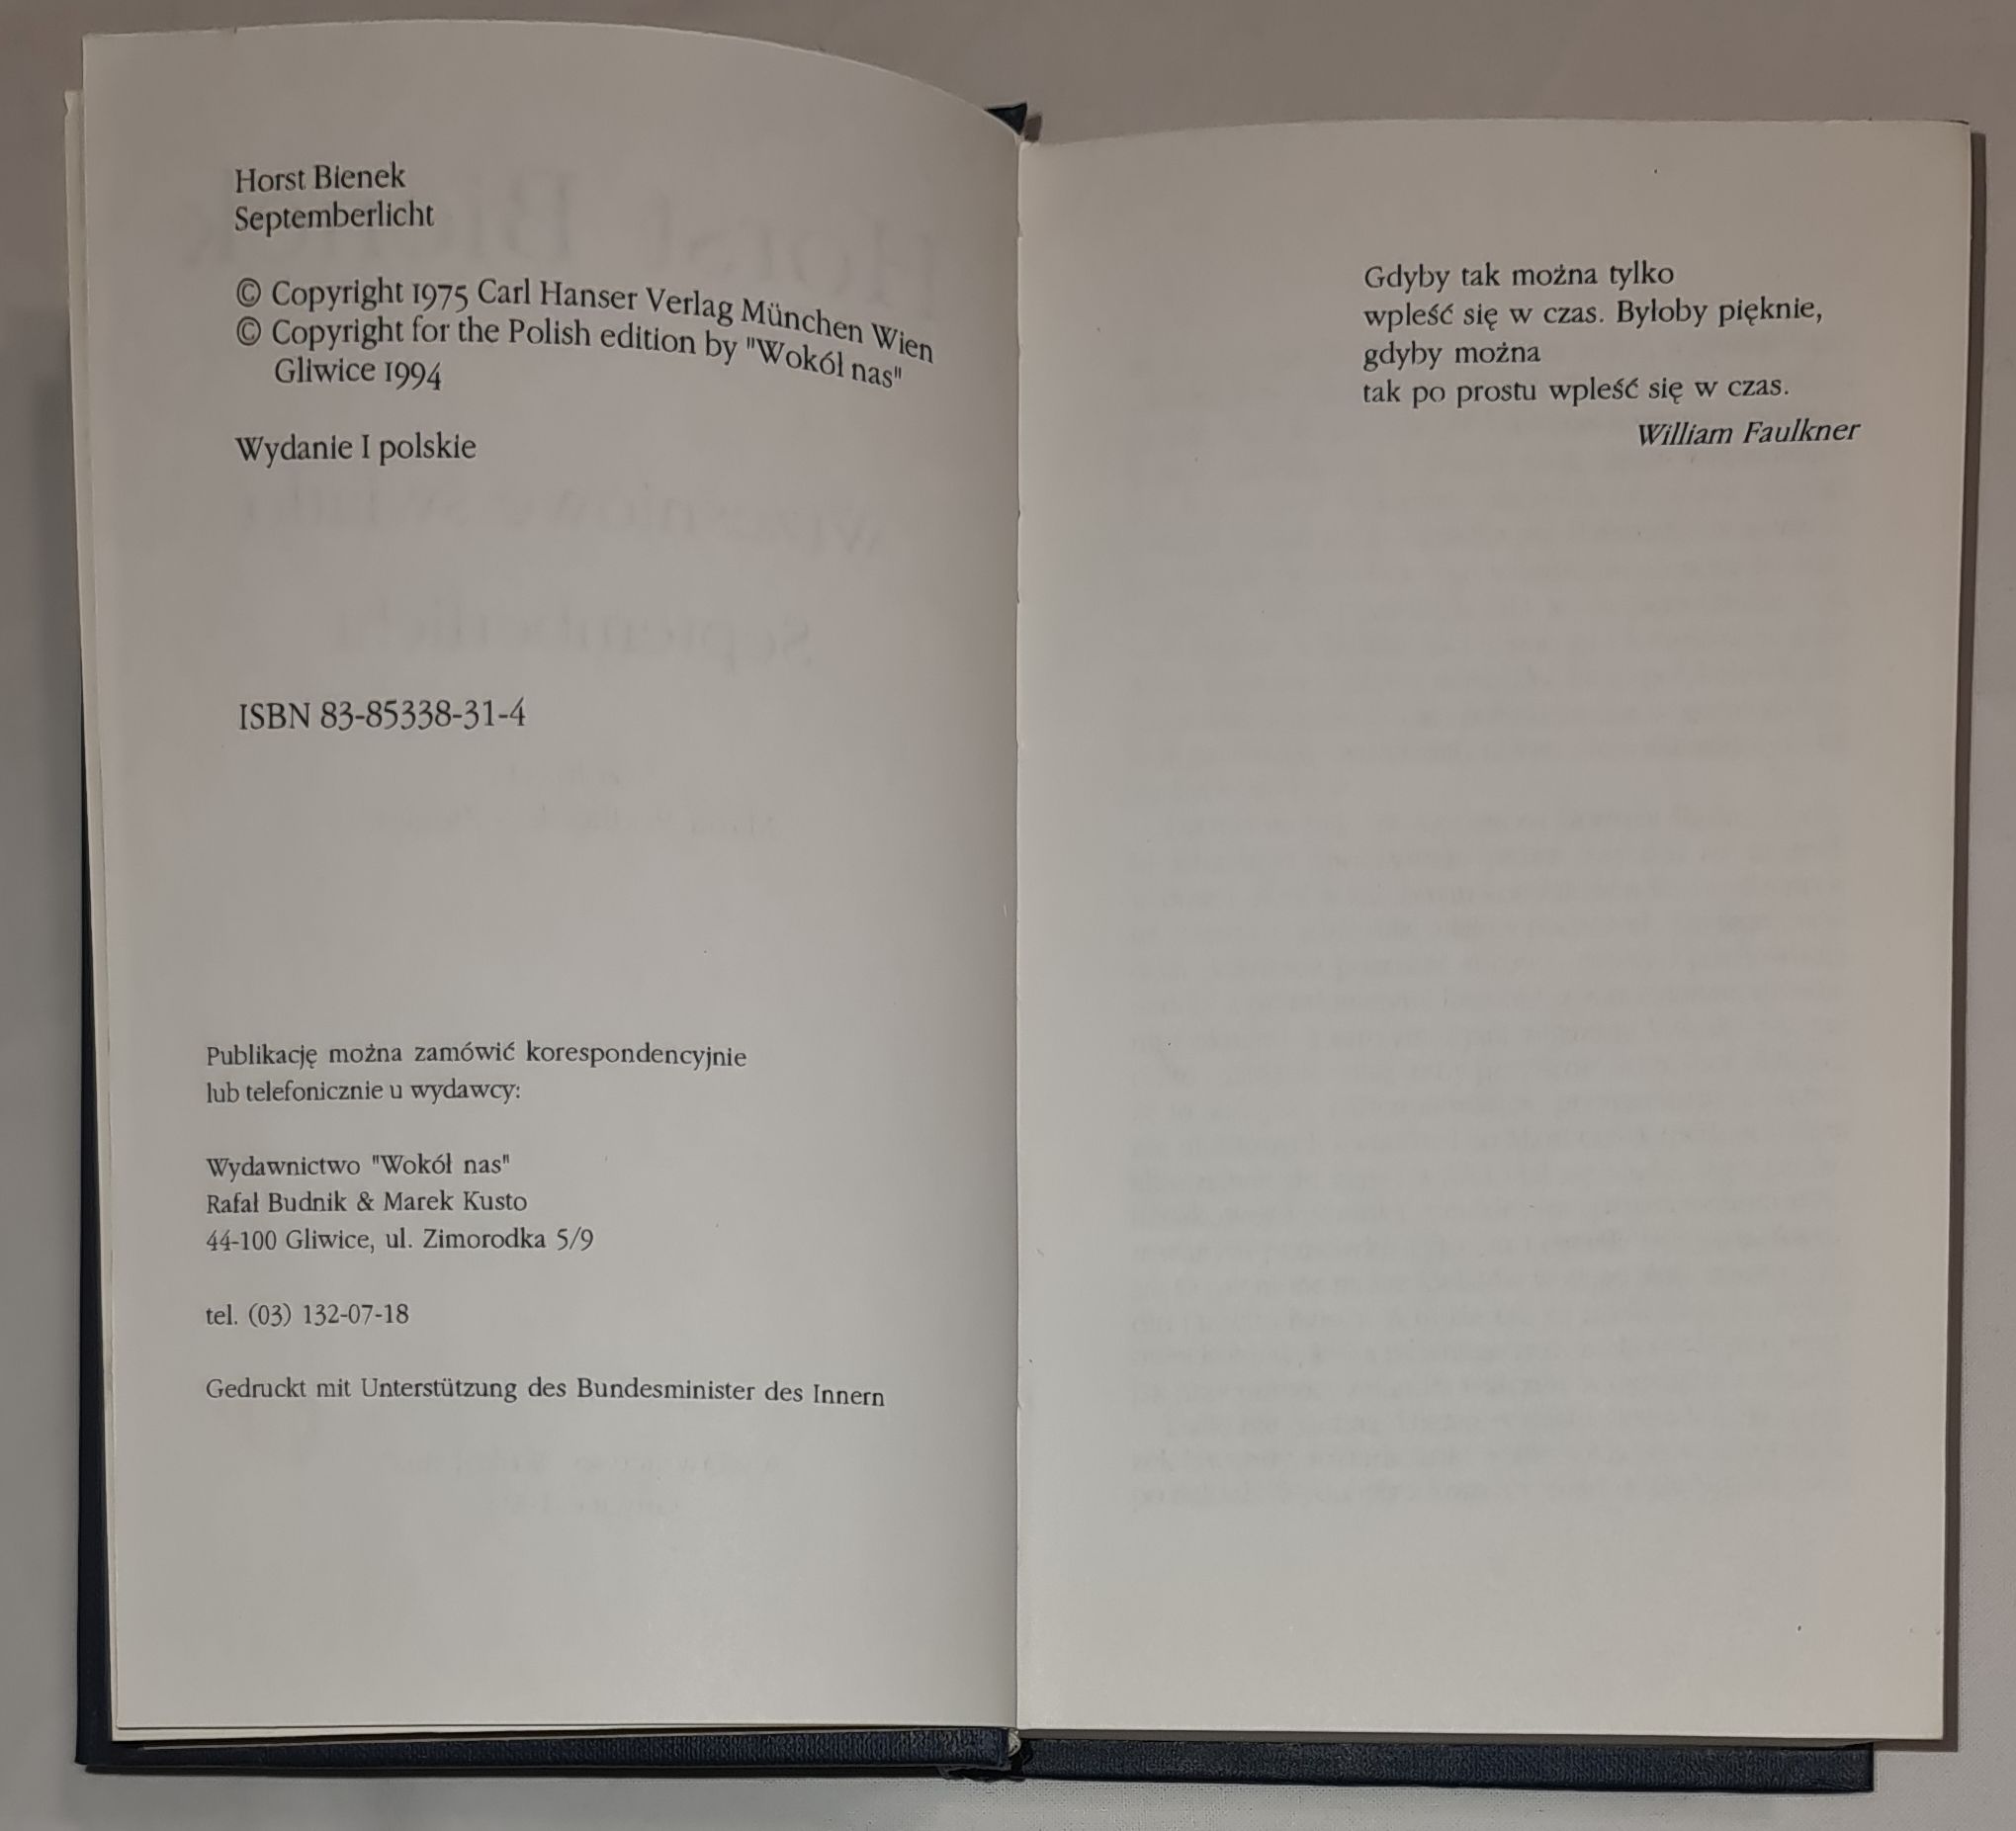 Horst Bienek
Septemberlicht
© Copyright 1975 Carl Hanser Verlag München Wien
© Copyright for the Polish edition by "Wokół nas"
Gliwice 1994
Wydanie I polskie
ISBN 83-85338-31-4
Publikację można zamówić korespondencyjnie
lub telefonicznie u wydawcy:
Wydawnictwo "Wokół nas"
Rafał Budnik & Marek Kusto
44-100 Gliwice, ul. Zimorodka 5/9
tel. (03) 132-07-18
Gedruckt mit Unterstützung des Bundesminister des Innern
Gdyby tak można tylko
wpleść się w czas. Byłoby pięknie,
gdyby można
tak po prostu wpleść się w czas.
William Faulkner